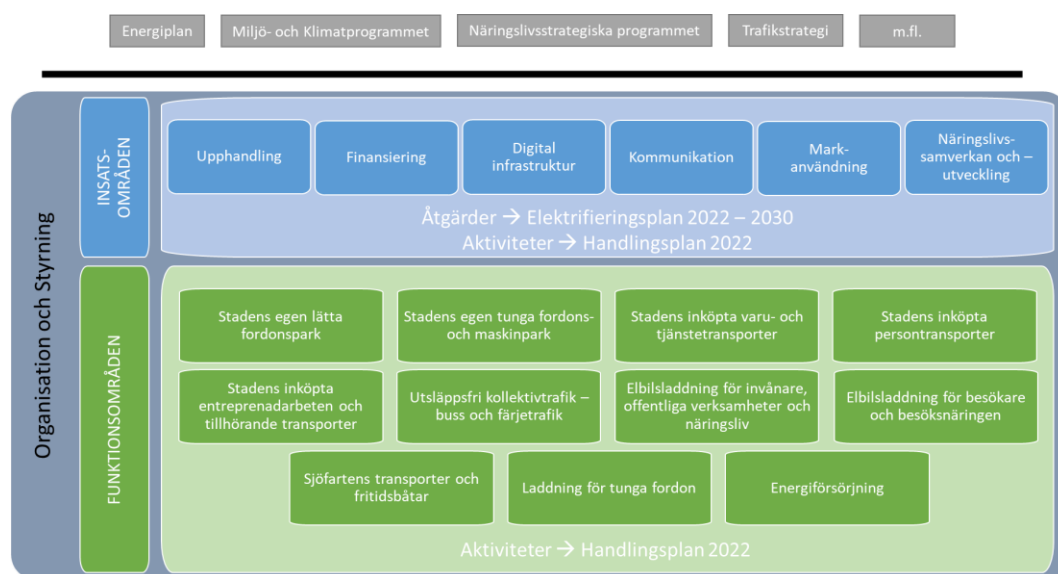 Energiplan
Miljö- och Klimatprogrammet
Näringslivsstrategiska programmet
Trafikstrategi
m.fl.
Organisation och Styrning
INSATS-
OMRÅDEN
Upphandling
Finansiering
Digital
infrastruktur
Kommunikation
Mark-
användning
Näringslivs-
samverkan och –
utveckling
Åtgärder → Elektrifieringsplan 2022 – 2030
Aktiviteter → Handlingsplan 2022
FUNKTIONSOMRÅDEN
Stadens egen lätta
fordonspark
Stadens egen tunga fordons-
och maskinpark
Stadens inköpta varu- och
tjänstetransporter
Stadens inköpta
persontransporter
Stadens inköpta
entreprenadarbeten och
tillhörande transporter
Utsläppsfri kollektivtrafik –
buss och färjetrafik
Elbilsladdning för invånare,
offentliga verksamheter och
näringsliv
Elbilsladdning för besökare
och besöksnäringen
Sjöfartens transporter och
fritidsbåtar
Laddning för tunga fordon
Energiförsörjning
Aktiviteter → Handlingsplan 2022